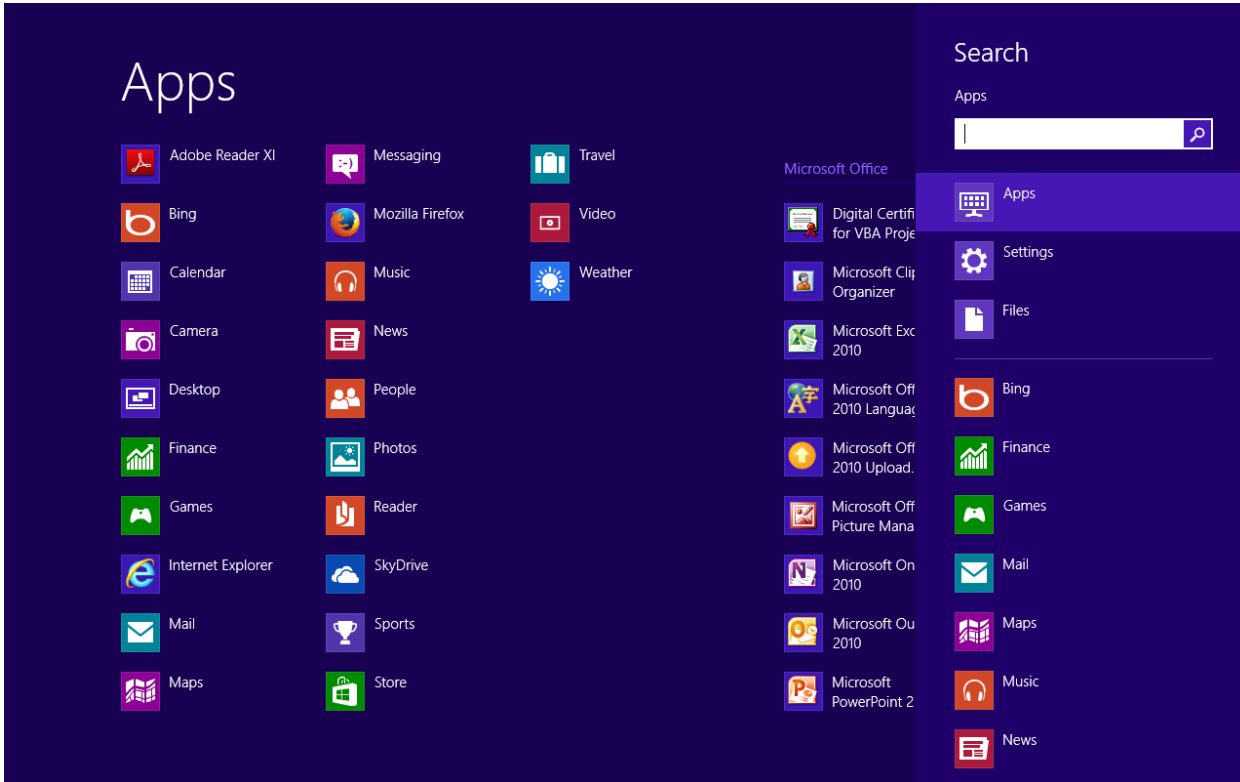 Apps
Adobe Reader XI
Bing
Calendar
Camera
Desktop
Finance
Games
Internet Explorer
Mail
Maps
Messaging
Mozilla Firefox
Music
News
People
Photos
Reader
SkyDrive
Sports
Store
Travel
Video
Weather
Microsoft Office
Digital Certifi
for VBA Proje
Microsoft Clip
Organizer
Microsoft Exc
2010
Microsoft Off
2010 Languag
Microsoft Off
2010 Upload.
Microsoft Off
Picture Mana
Microsoft On
2010
Microsoft Ou
2010
Microsoft
PowerPoint 2
Search
Apps
Apps
Settings
Files
Bing
Finance
Games
Mail
Maps
Music
News